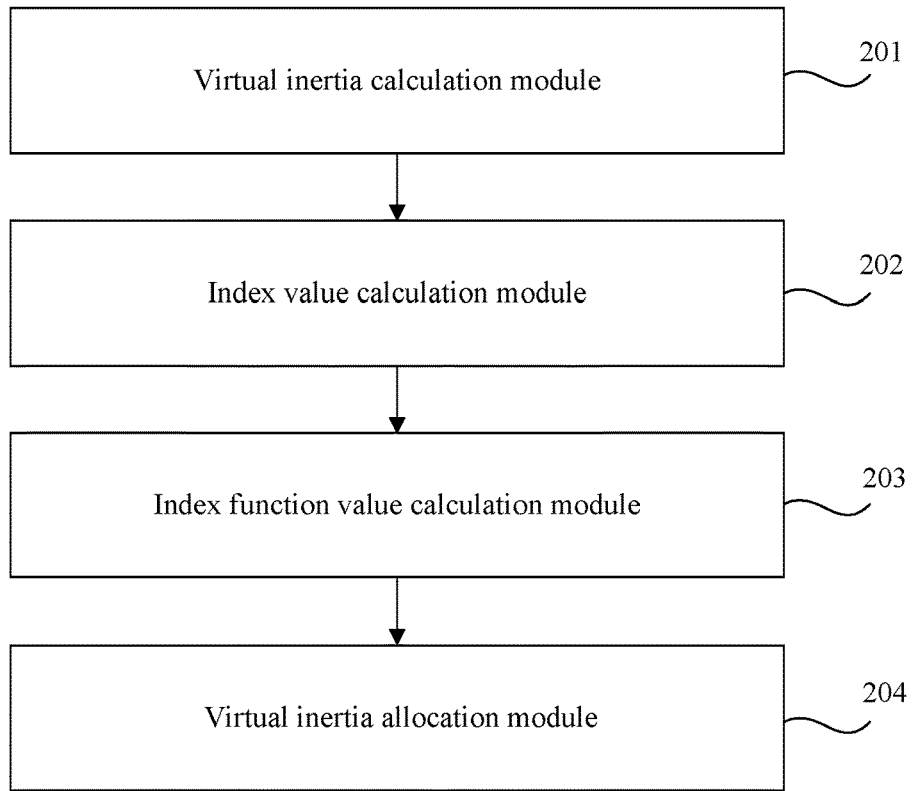 Virtual inertia calculation module
201
Index value calculation module
202
Index function value calculation module
203
Virtual inertia allocation module
204